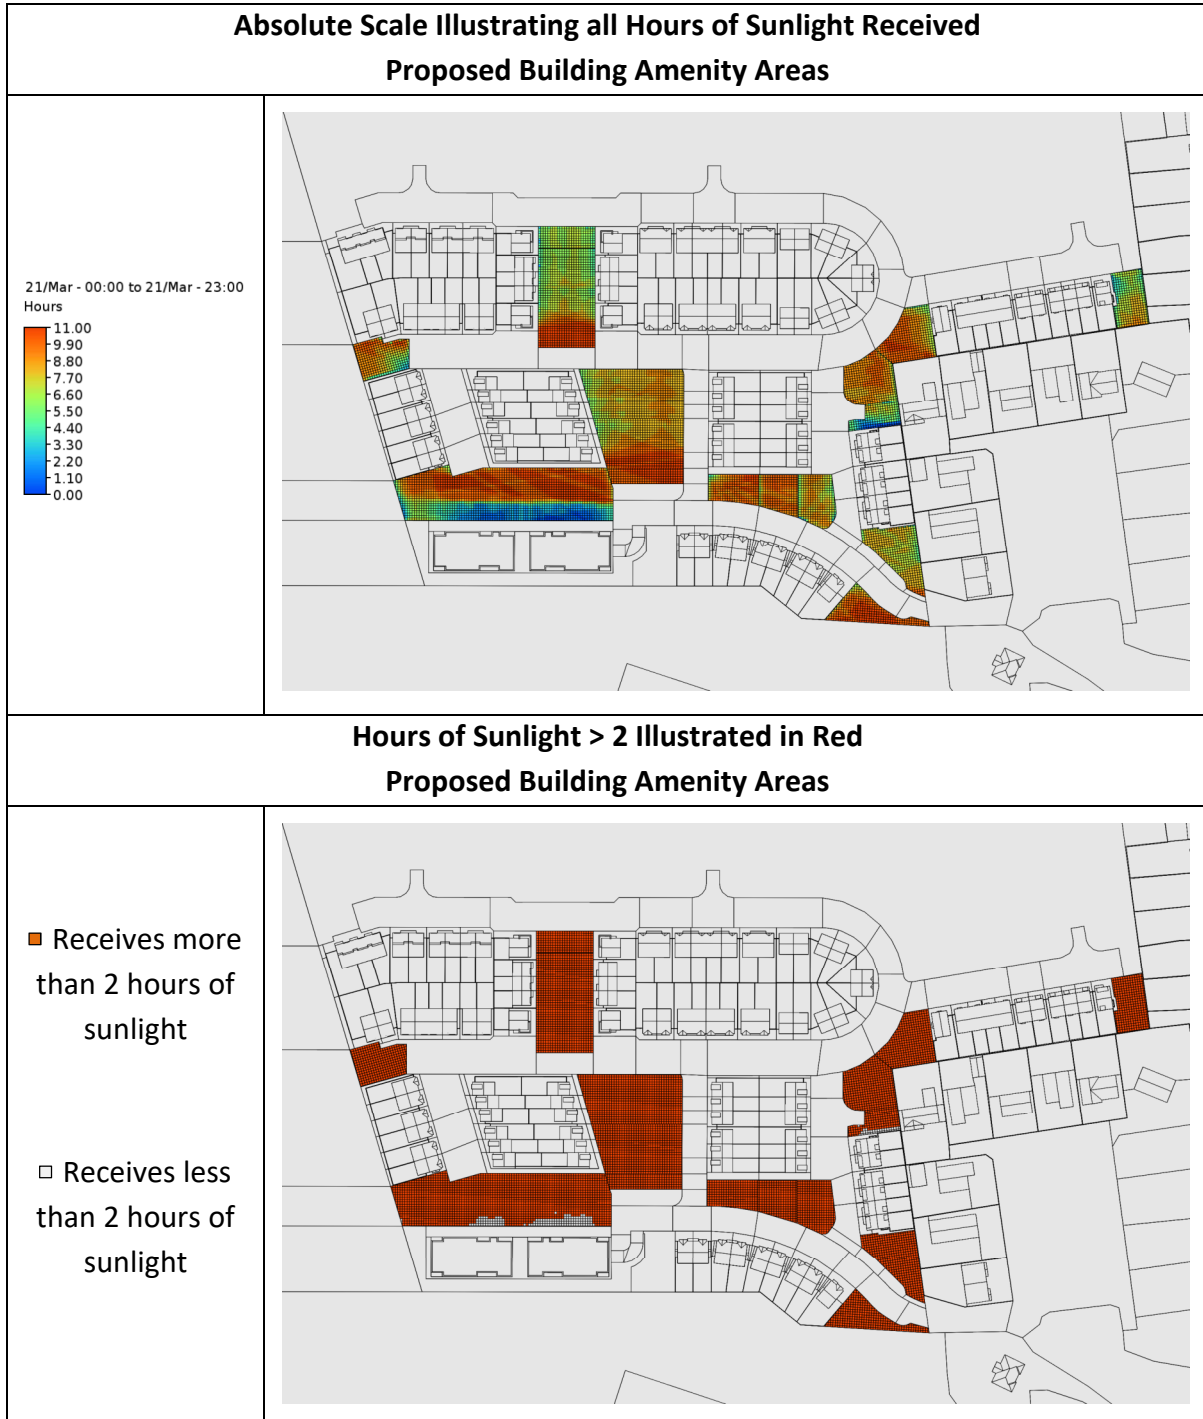 Absolute Scale Illustrating all Hours of Sunlight Received
Proposed Building Amenity Areas
21/Mar - 00:00 to 21/Mar - 23:00
Hours
11.00
9.90
8.80
7.70
6.60
5.50
4.40
3.30
2.20
1.10
0.00
Hours of Sunlight > 2 Illustrated in Red
Proposed Building Amenity Areas
Receives more
than 2 hours of
sunlight
Receives less
than 2 hours of
sunlight